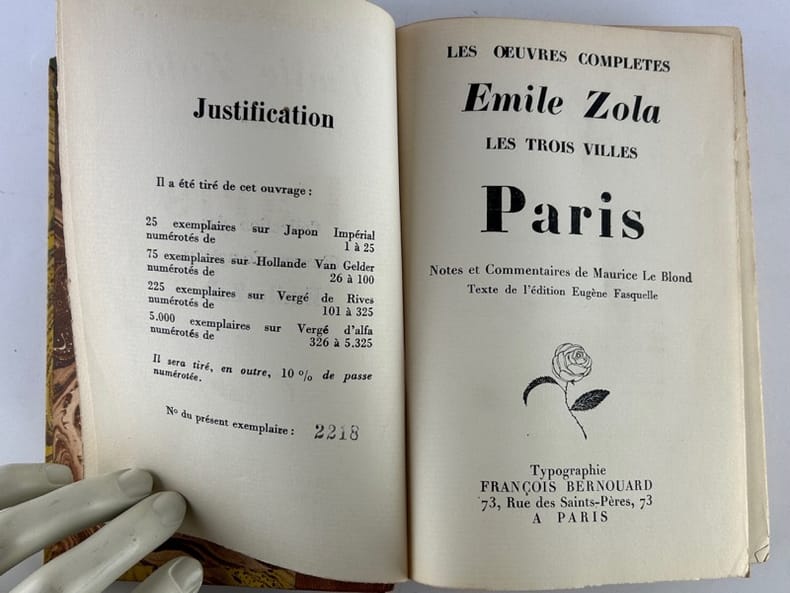 Justification
Il a été tiré de cet ouvrage :
25 exemplaires sur Japon Impérial
numérotés de 1 à 25
75 exemplaires sur Hollande Van Gelder
numérotés de 26 à 100
225 exemplaires sur Vergé de Rives
numérotés de 101 à 325
5.000 exemplaires sur Vergé d'alfa
numérotés de 326 à 5.325
Il sera tiré, en outre, 10 % de passe
numérotée.
No du présent exemplaire : 2218
LES ŒUVRES COMPLETES
Emile Zola
LES TROIS VILLES
Paris
Notes et Commentaires de Maurice Le Blond
Texte de l'édition Eugène Fasquelle
Typographie
FRANÇOIS BERNOUARD
73, Rue des Saints-Pères, 73
A PARIS